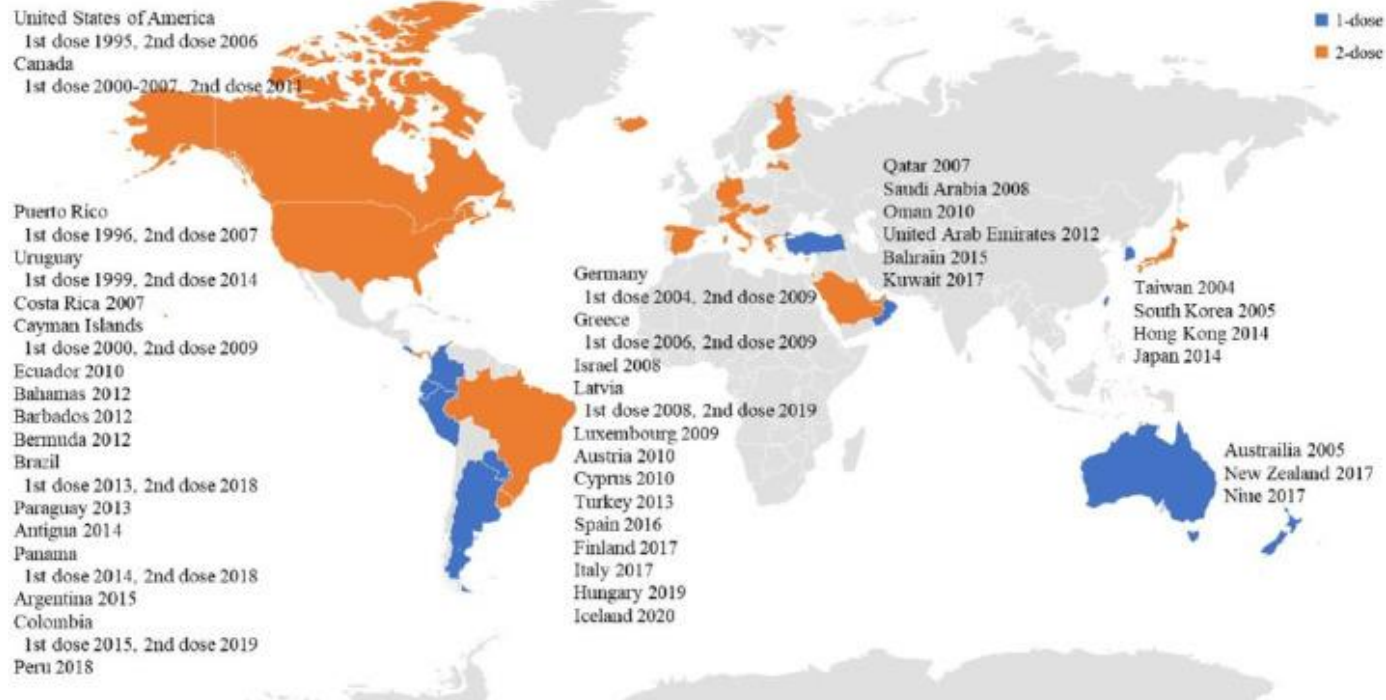 United States of America
1st dose 1995, 2nd dose 2006
Canada
1st dose 2000-2007, 2nd dose 2011
Puerto Rico
1st dose 1996, 2nd dose 2007
Uruguay
1st dose 1999, 2nd dose 2014
Costa Rica 2007
Cayman Islands
1st dose 2000, 2nd dose 2009
Ecuador 2010
Bahamas 2012
Barbados 2012
Bermuda 2012
Brazil
1st dose 2013, 2nd dose 2018
Paraguay 2013
Antigua 2014
Panama
1st dose 2014, 2nd dose 2018
Argentina 2015
Colombia
1st dose 2015, 2nd dose 2019
Peru 2018
Germany
1st dose 2004, 2nd dose 2009
Greece
1st dose 2006, 2nd dose 2009
Israel 2008
Latvia
1st dose 2008, 2nd dose 2019
Luxembourg 2009
Austria 2010
Cyprus 2010
Turkey 2013
Spain 2016
Finland 2017
Italy 2017
Hungary 2019
Iceland 2020
Qatar 2007
Saudi Arabia 2008
Oman 2010
United Arab Emirates 2012
Bahrain 2015
Kuwait 2017
Taiwan 2004
South Korea 2005
Hong Kong 2014
Japan 2014
Austrailia 2005
New Zealand 2017
Niue 2017
1-dose
2-dose